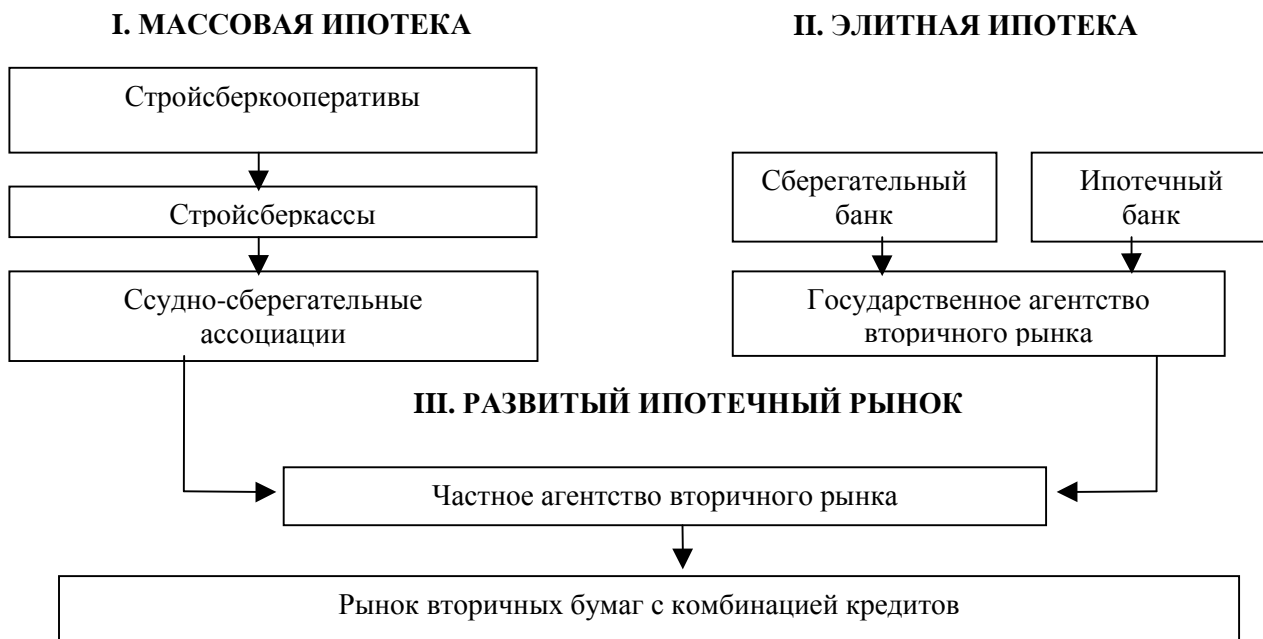 I. МАССОВАЯ ИПОТЕКА
II. ЭЛИТНАЯ ИПОТЕКА
Стройсберкооперативы
Стройсберкассы
Ссудно-сберегательные
ассоциации
Сберегательный
банк
Ипотечный
банк
Государственное агентство
вторичного рынка
III. РАЗВИТЫЙ ИПОТЕЧНЫЙ РЫНОК
Частное агентство вторичного рынка
Рынок вторичных бумаг с комбинацией кредитов